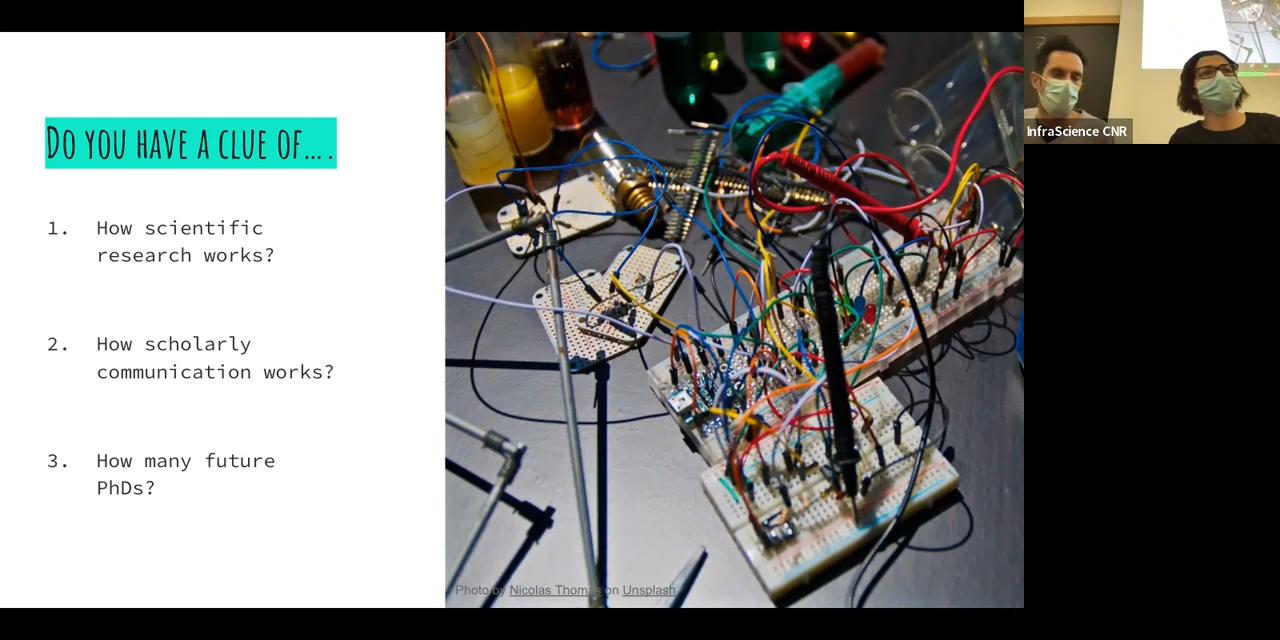 Do you have a clue of... .
1. How scientific
research works?
2. How scholarly
communication works?
3. How many future
PhDs?
Photo by Nicolas Thomas on Unsplash
InfraScience CNR